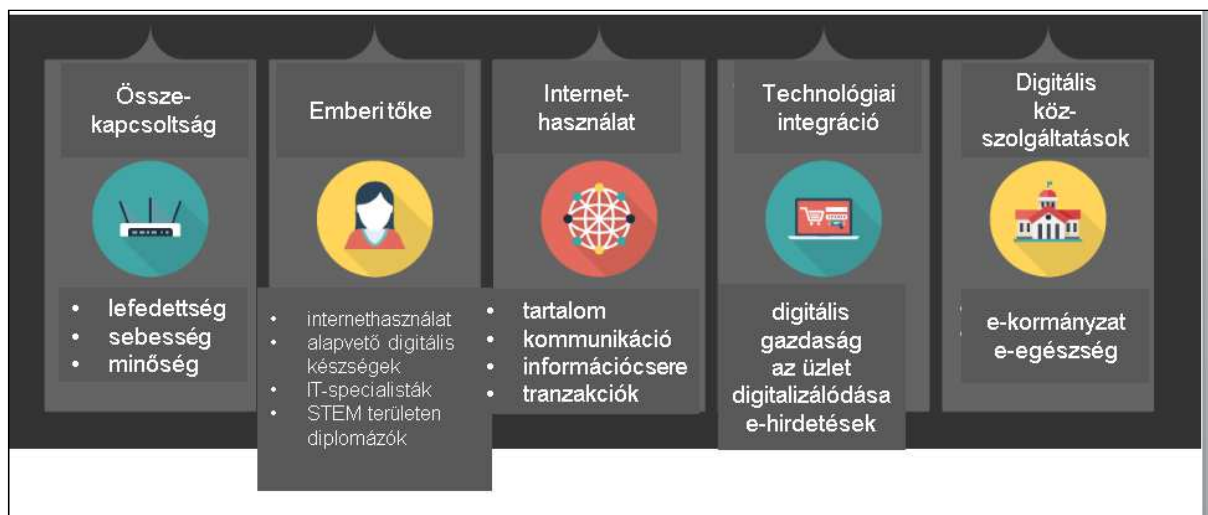 Össze-
kapcsoltság
lefedettség
sebesség
minőség
Emberi tőke
internethasználat
alapvető digitális
készségek
IT-specialisták
STEM területen
diplomázók
Internet-
használat
tartalom
kommunikáció
információcsere
tranzakciók
Technológiai
integráció
digitális
gazdaság
az üzlet
digitalizálódása
e-hirdetések
Digitális
köz-
szolgáltatások
e-kormányzat
e-egészség